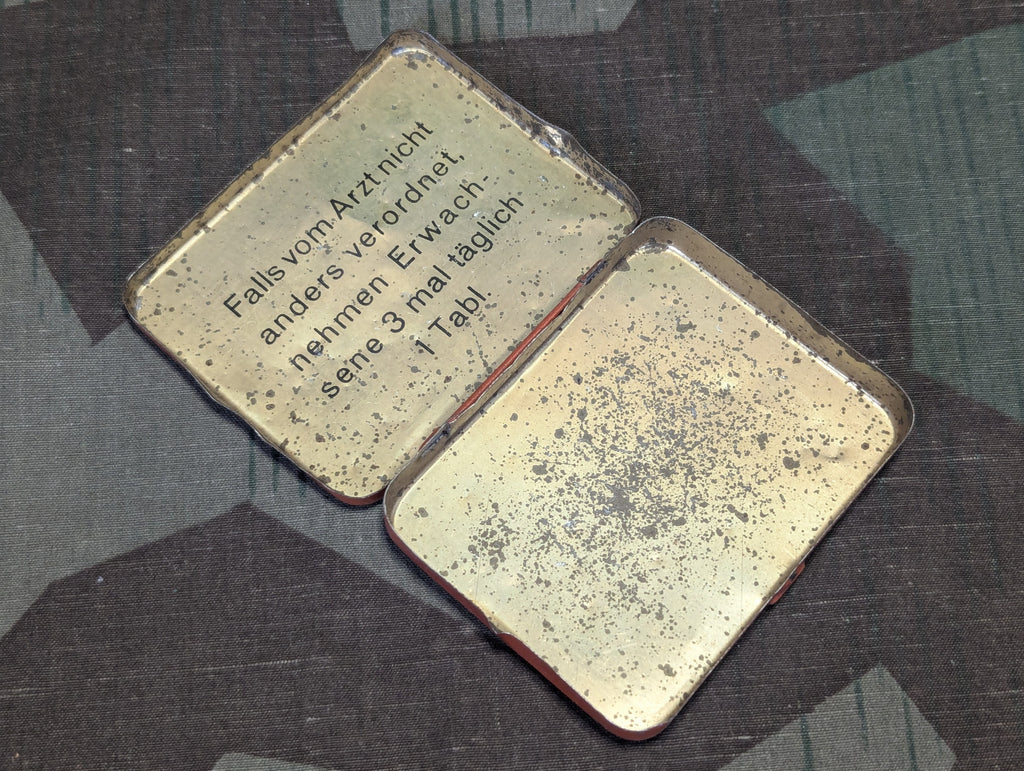 Falls vom Arzt nicht
anders verordnet,
nehmen Erwach-
sene 3 mal täglich
1 Tabl.